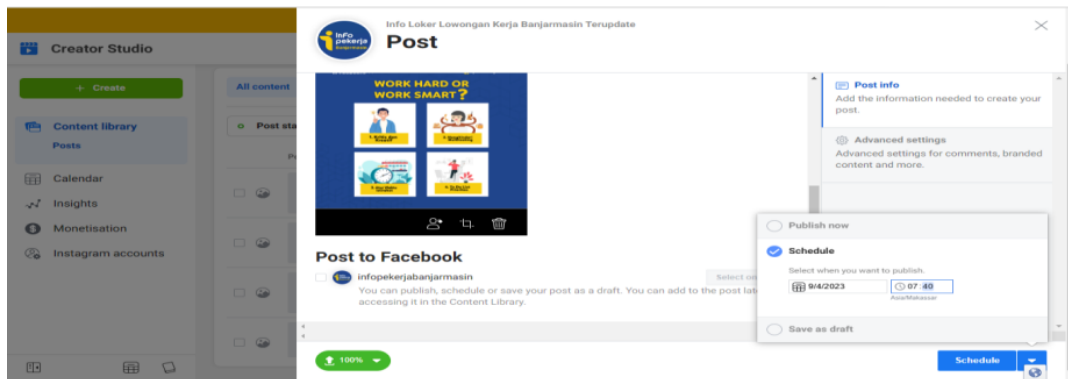 Info Loker Lowongan Kerja Banjarmasin Terupdate
Post
InFo
pekerja
Banjarmasin
Creator Studio
+ Create
Content library
Posts
Calendar
Insights
Monetisation
Instagram accounts
All content
Post sta
WORK HARD OR
WORK SMART?
Post to Facebook
infopekerjabanjarmasin
Select on
You can publish, schedule or save your post as a draft. You can add to the post lat
accessing it in the Content Library.
100%
Post info
Add the information needed to create your
post.
Advanced settings
Advanced settings for comments, branded
content and more.
Publish now
Schedule
Select when you want to publish.
9/4/2023
07:40
Asia/Makassar
Save as draft
Schedule